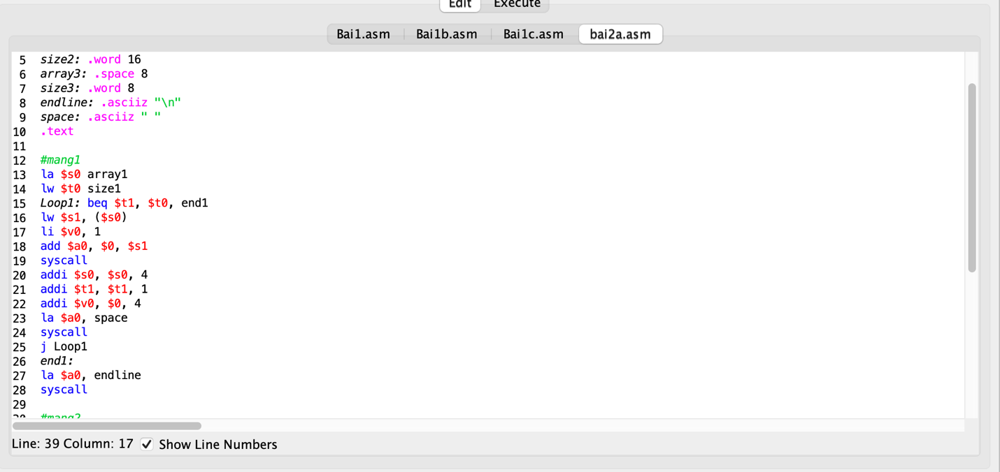 Edit Execute
Bai1.asm Bai1b.asm Bai1c.asm bai2a.asm
5 size2: .word 16
6 array3: .space 8
7 size3: .word 8
8 endline: .asciiz "\n"
9 space: .asciiz " "
10 .text
11
12 #mang1
13 la $s0 array1
14 lw $t0 size1
15 Loop1: beq $t1, $t0, end1
16 lw $s1, ($s0)
17 li $v0, 1
18 add $a0, $0, $s1
19 syscall
20 addi $s0, $s0, 4
21 addi $t1, $t1, 1
22 addi $v0, $0, 4
23 la $a0, space
24 syscall
25 j Loop1
26 end1:
27 la $a0, endline
28 syscall
29
30 #mang2
Line: 39 Column: 17 Show Line Numbers